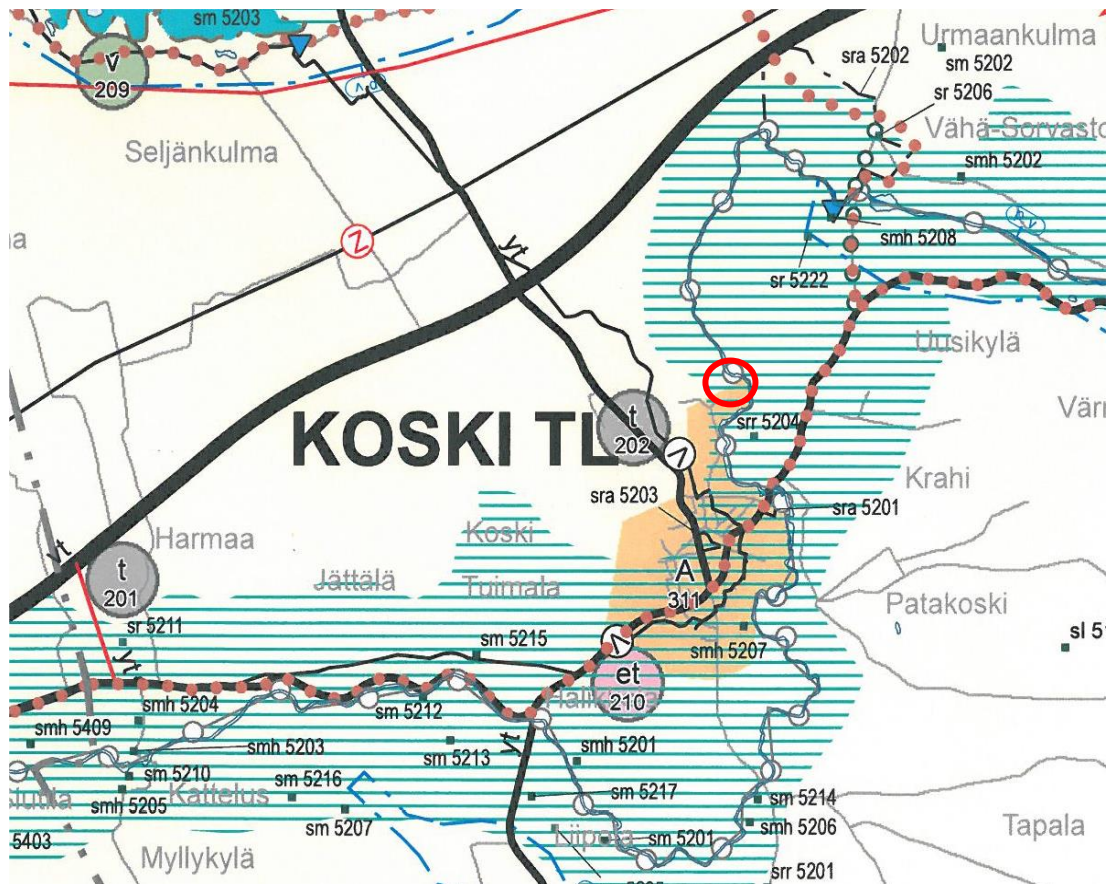 sm 5203
Urmaankulma
sra 5202
sm 5202
v
209
sr 5206
Vähä-Sorvasto
Seljänkulma
smh 5202
yt
smh 5208
Z
sr 5222
Uusikylä
KOSKI TL
t
202
srr 5204
Krahi
V
sra 5203
sra 5201
Koski
Harmaa
yt
t
201
Jättälä
Tuimala
A
311
Patakoski
sr 5211
sm 5215
smh 5207
V
yt
et
210
smh 5204
sm 5212
smh 5409
smh 5203
sm 5213
yt
smh 5201
sm 5210
sm 5216
sm 5217
sm 5214
smh 5205
Kattelus
sm 5207
smh 5206
Tapala
Liipola
sm 5201
5403
Myllykylä
srr 5201